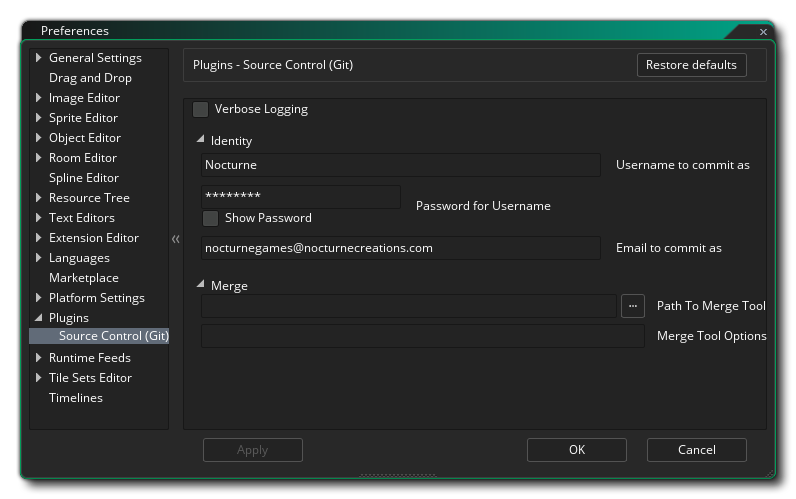 Preferences
General Settings
Drag and Drop
Image Editor
Sprite Editor
Object Editor
Room Editor
Spline Editor
Resource Tree
Text Editors
Extension Editor
Languages
Marketplace
Platform Settings
Plugins
Source Control (Git)
Runtime Feeds
Tile Sets Editor
Timelines
Plugins - Source Control (Git)
Restore defaults
Verbose Logging
Identity
Nocturne
Username to commit as
********
Password for Username
Show Password
nocturnegames@nocturnecreations.com
Email to commit as
Merge
...
Path To Merge Tool
Merge Tool Options
Apply
OK
Cancel